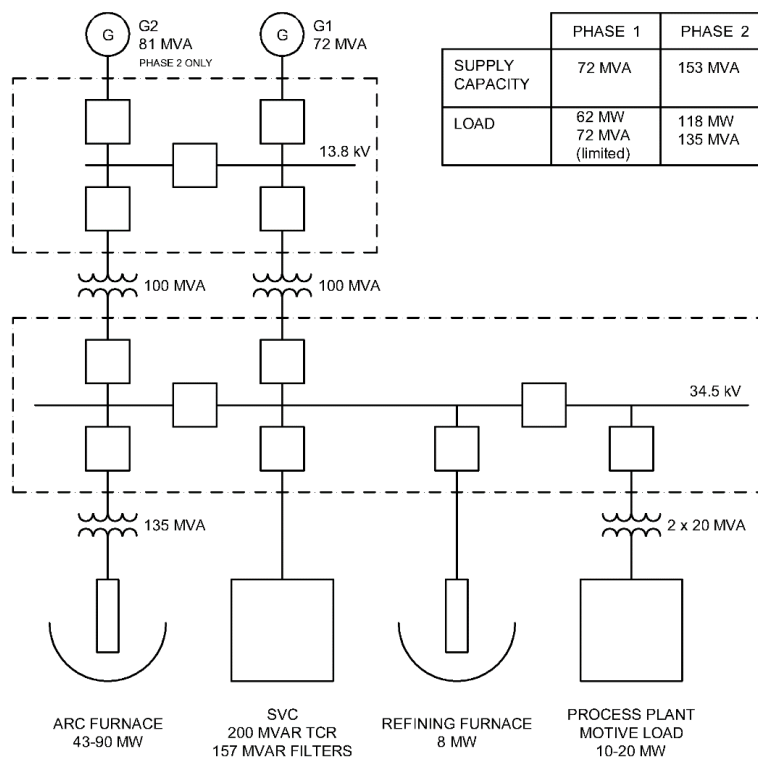 G
G2
81 MVA
PHASE 2 ONLY
G
G1
72 MVA
PHASE 1
PHASE 2
SUPPLY
CAPACITY
72 MVA
153 MVA
LOAD
62 MW
72 MVA
(limited)
118 MW
135 MVA
13.8 kV
100 MVA
100 MVA
34.5 kV
135 MVA
2 x 20 MVA
ARC FURNACE
43-90 MW
SVC
200 MVAR TCR
157 MVAR FILTERS
REFINING FURNACE
8 MW
PROCESS PLANT
MOTIVE LOAD
10-20 MW